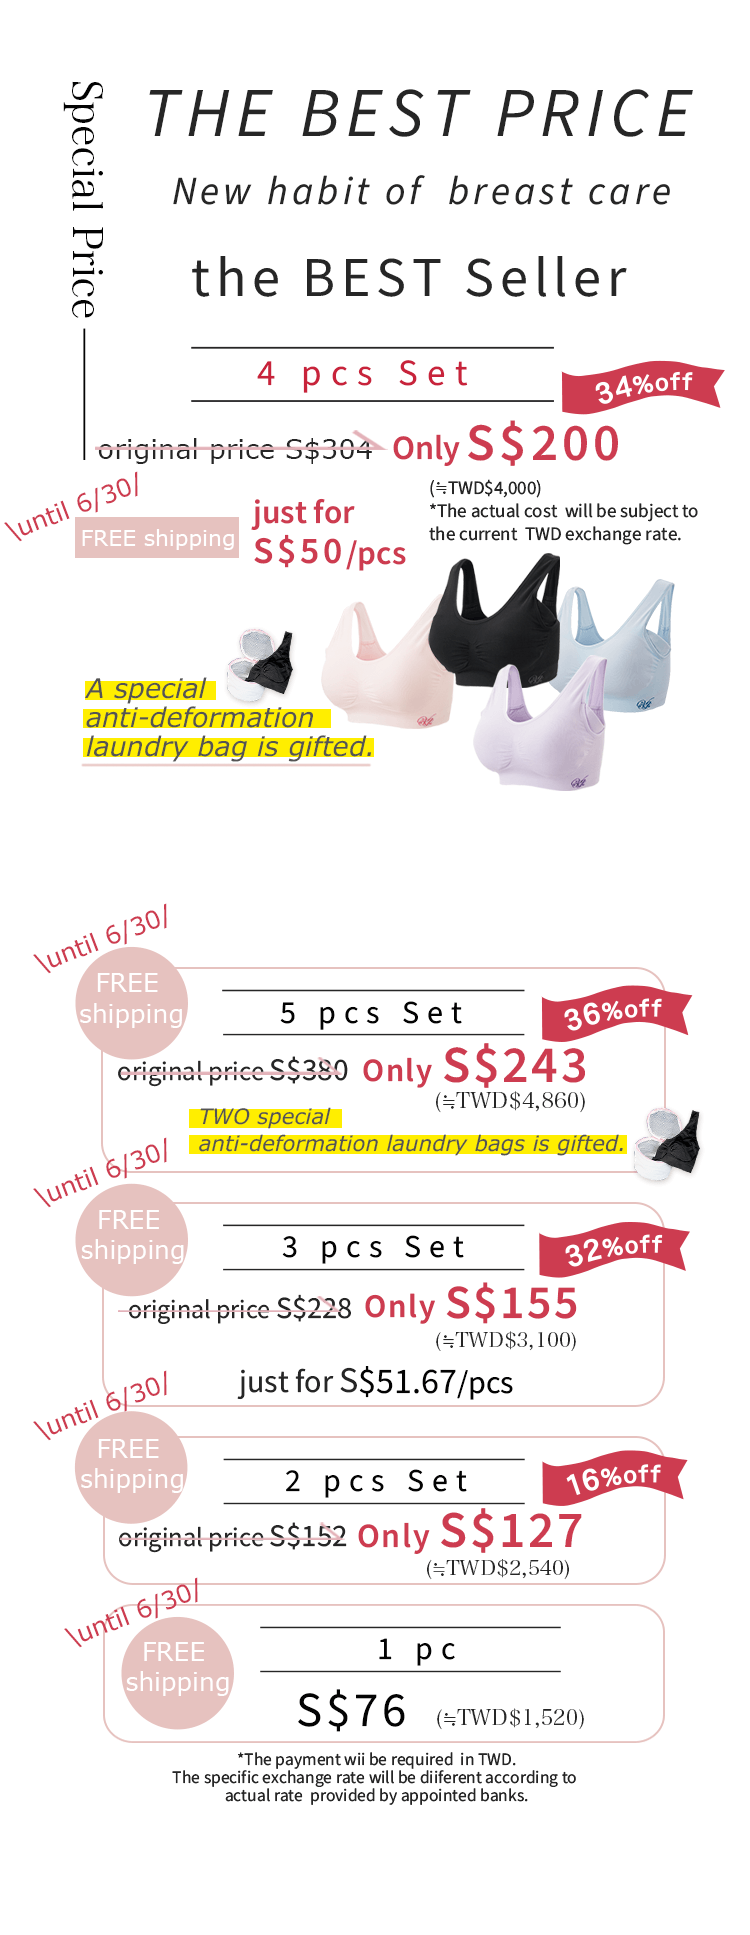 Special Price
THE BEST PRICE
New habit of breast care
the BEST Seller
4 pcs Set
34%off
original price S$304 Only S$200
(≒TWD$4,000)
*The actual cost will be subject to
the current TWD exchange rate.
\until 6/30/
FREE shipping
just for
S$50/pcs
A special
anti-deformation
laundry bag is gifted.
\until 6/30/
FREE
shipping
5 pcs Set
36%off
original price S$380 Only S$243
(≒TWD$4,860)
TWO special
anti-deformation laundry bags is gifted.
\until 6/30/
FREE
shipping
3 pcs Set
32%off
original price S$228 Only S$155
(≒TWD$3,100)
just for S$51.67/pcs
\until 6/30/
FREE
shipping
2 pcs Set
16%off
original price S$152 Only S$127
(≒TWD$2,540)
\until 6/30/
FREE
shipping
1 pc
S$76 (≒TWD$1,520)
*The payment wii be required in TWD.
The specific exchange rate will be diiferent according to
actual rate provided by appointed banks.